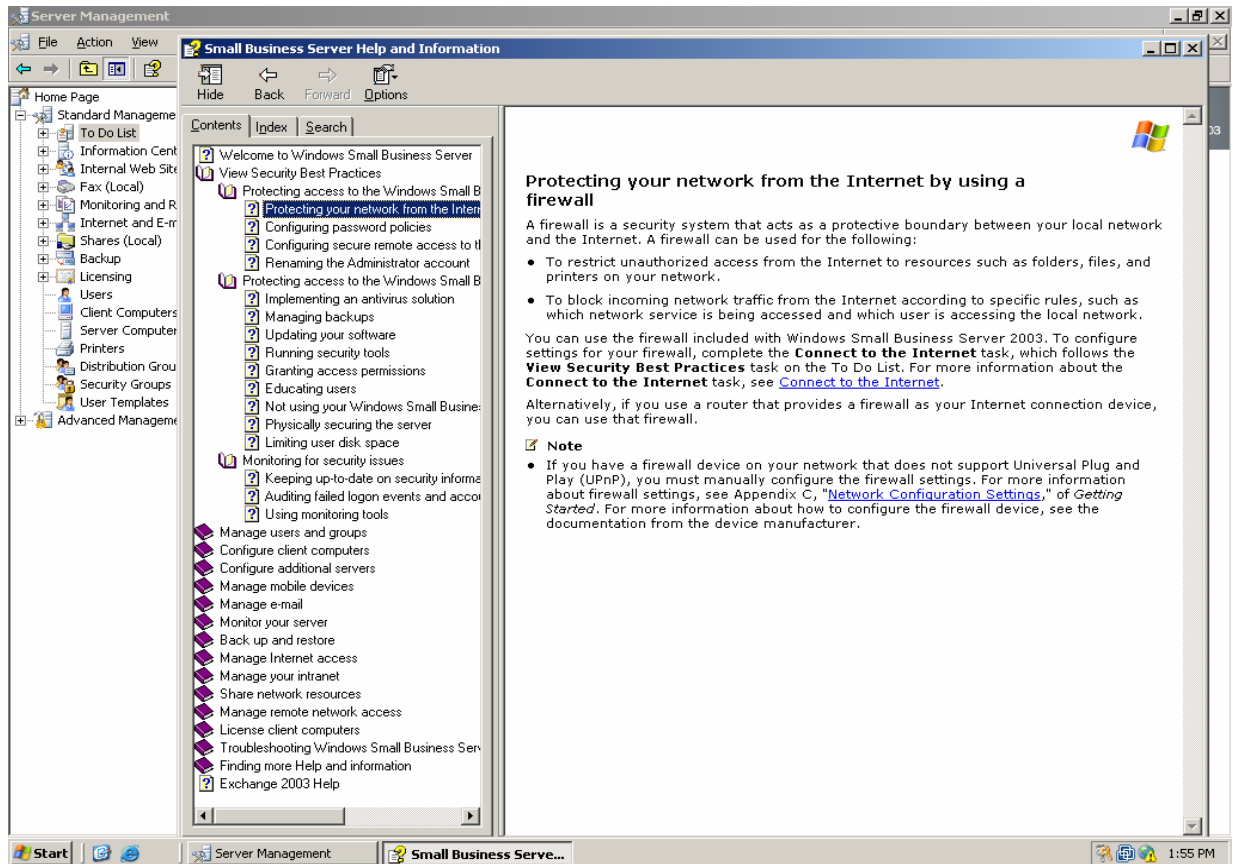 Server Management
File Action View
Small Business Server Help and Information
Hide Back Forward Options
Home Page
Standard Manageme
To Do List
Information Cent
Internal Web Site
Fax (Local)
Monitoring and R
Internet and E-m
Shares (Local)
Backup
Licensing
Users
Client Computers
Server Computer
Printers
Distribution Grou
Security Groups
User Templates
Advanced Manageme
Contents Index Search
Welcome to Windows Small Business Server
View Security Best Practices
Protecting access to the Windows Small B
Protecting your network from the Intern
Configuring password policies
Configuring secure remote access to tl
Renaming the Administrator account
Protecting access to the Windows Small B
Implementing an antivirus solution
Managing backups
Updating your software
Running security tools
Granting access permissions
Educating users
Not using your Windows Small Busine
Physically securing the server
Limiting user disk space
Monitoring for security issues
Keeping up-to-date on security informa
Auditing failed logon events and accou
Using monitoring tools
Manage users and groups
Configure client computers
Configure additional servers
Manage mobile devices
Manage e-mail
Monitor your server
Back up and restore
Manage Internet access
Manage your intranet
Share network resources
Manage remote network access
License client computers
Troubleshooting Windows Small Business Serv
Finding more Help and information
Exchange 2003 Help
Protecting your network from the Internet by using a
firewall
A firewall is a security system that acts as a protective boundary between your local network
and the Internet. A firewall can be used for the following:
• To restrict unauthorized access from the Internet to resources such as folders, files, and
printers on your network.
• To block incoming network traffic from the Internet according to specific rules, such as
which network service is being accessed and which user is accessing the local network.
You can use the firewall included with Windows Small Business Server 2003. To configure
settings for your firewall, complete the Connect to the Internet task, which follows the
View Security Best Practices task on the To Do List. For more information about the
Connect to the Internet task, see Connect to the Internet.
Alternatively, if you use a router that provides a firewall as your Internet connection device,
you can use that firewall.
Note
• If you have a firewall device on your network that does not support Universal Plug and
Play (UPnP), you must manually configure the firewall settings. For more information
about firewall settings, see Appendix C, "Network Configuration Settings," of Getting
Started. For more information about how to configure the firewall device, see the
documentation from the device manufacturer.
03
Start Server Management Small Business Serve... 1:55 PM